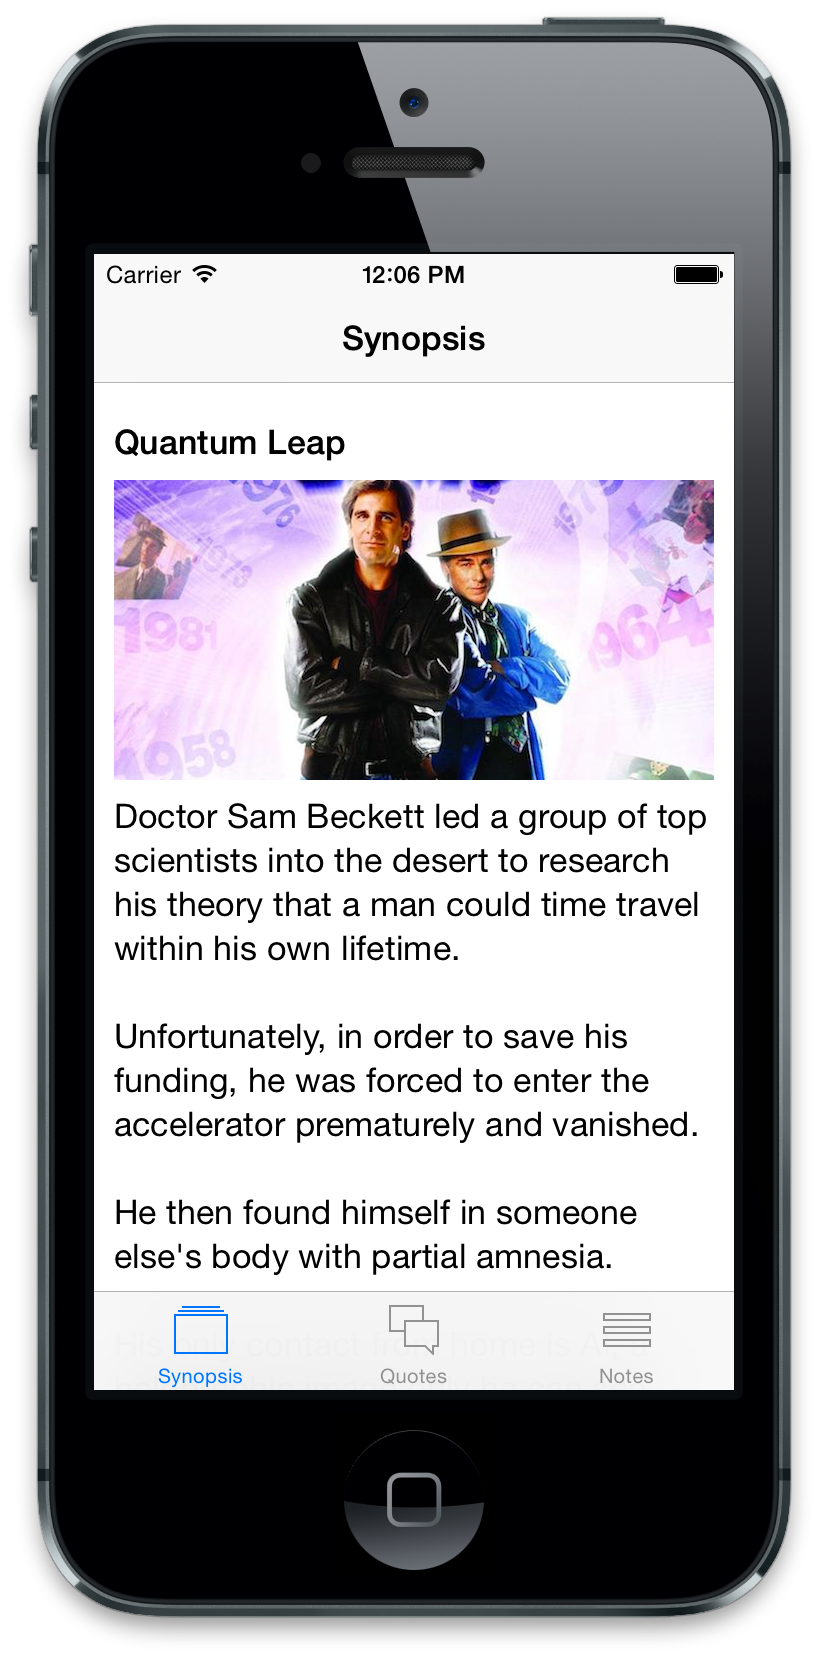 Carrier 12:06 PM
Synopsis
Quantum Leap
1976
1973
1981
1958
1973
1964
Doctor Sam Beckett led a group of top
scientists into the desert to research
his theory that a man could time travel
within his own lifetime.
Unfortunately, in order to save his
funding, he was forced to enter the
accelerator prematurely and vanished.
He then found himself in someone
else's body with partial amnesia.
His only contact from home is
Synopsis Quotes Notes